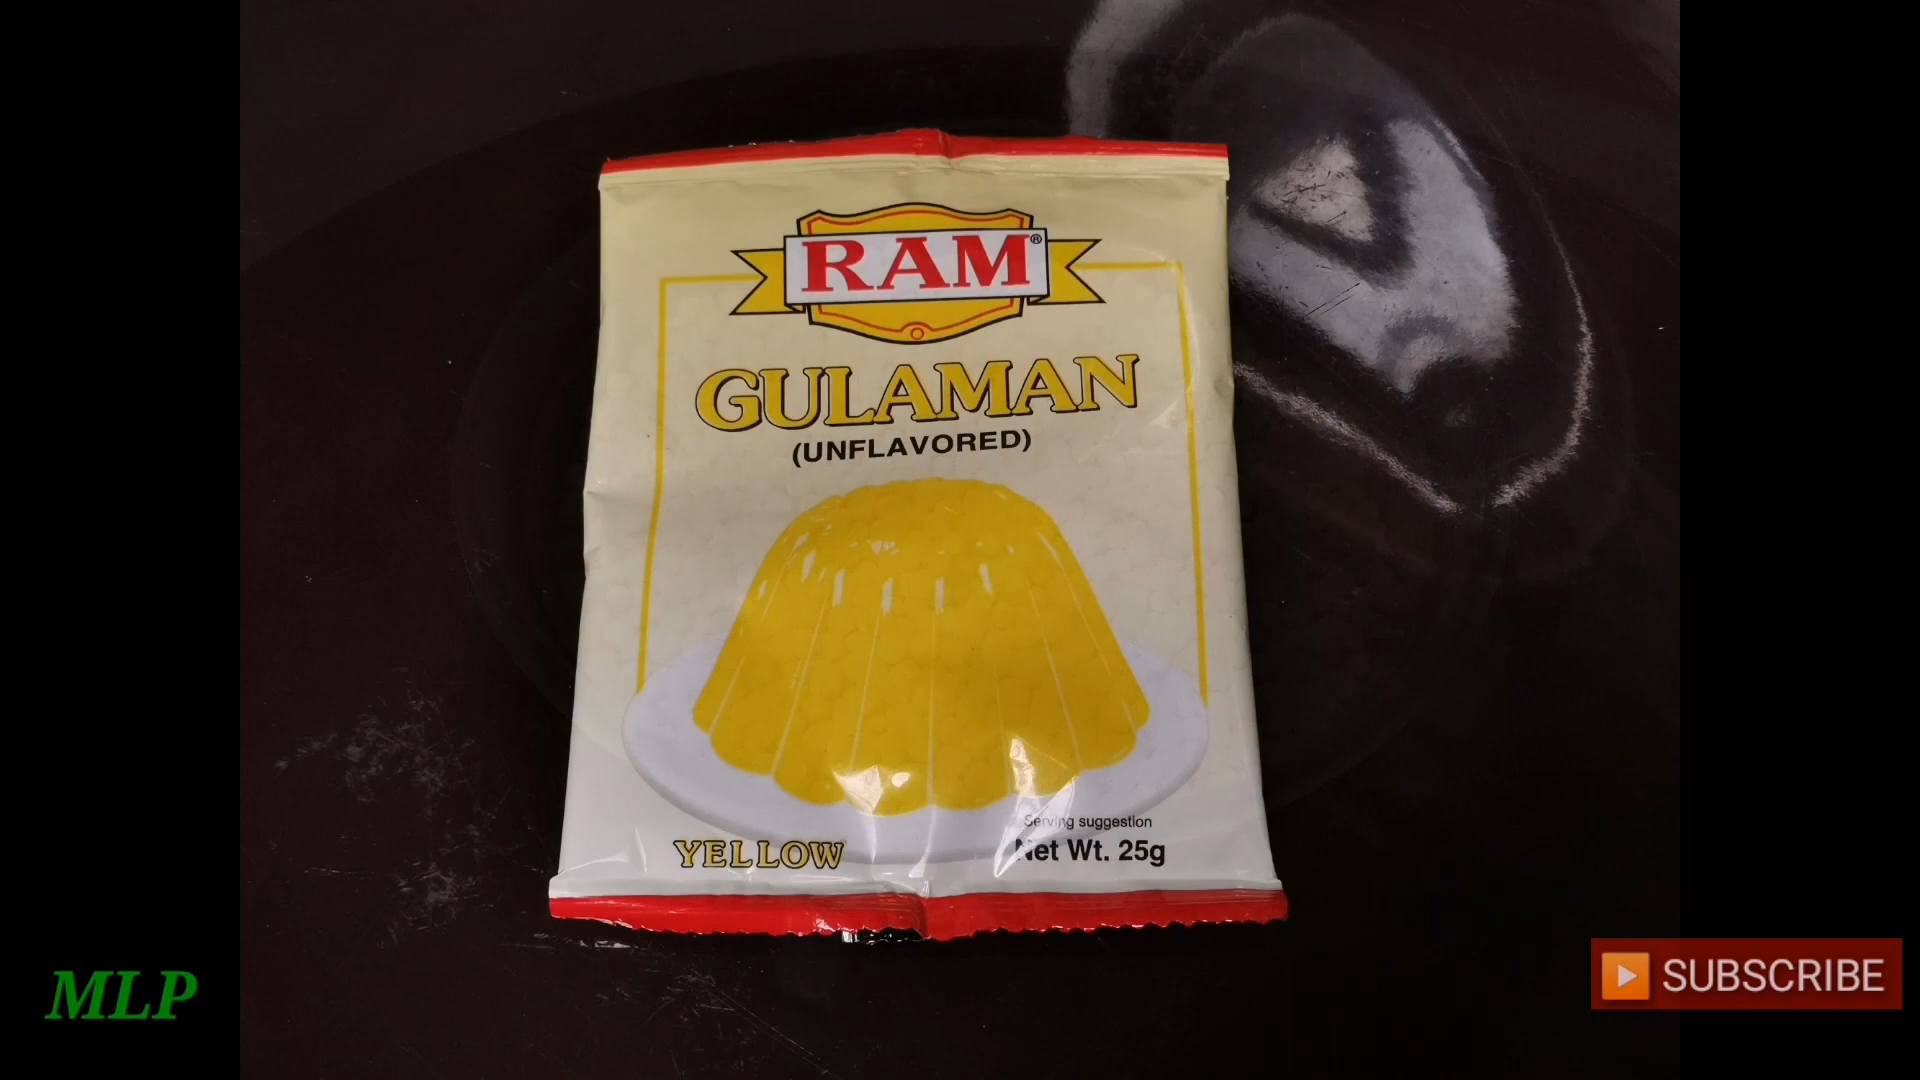 RAM®
GULAMAN
(UNFLAVORED)
Serving suggestion
YELLOW
Net Wt. 25g
MLP
SUBSCRIBE